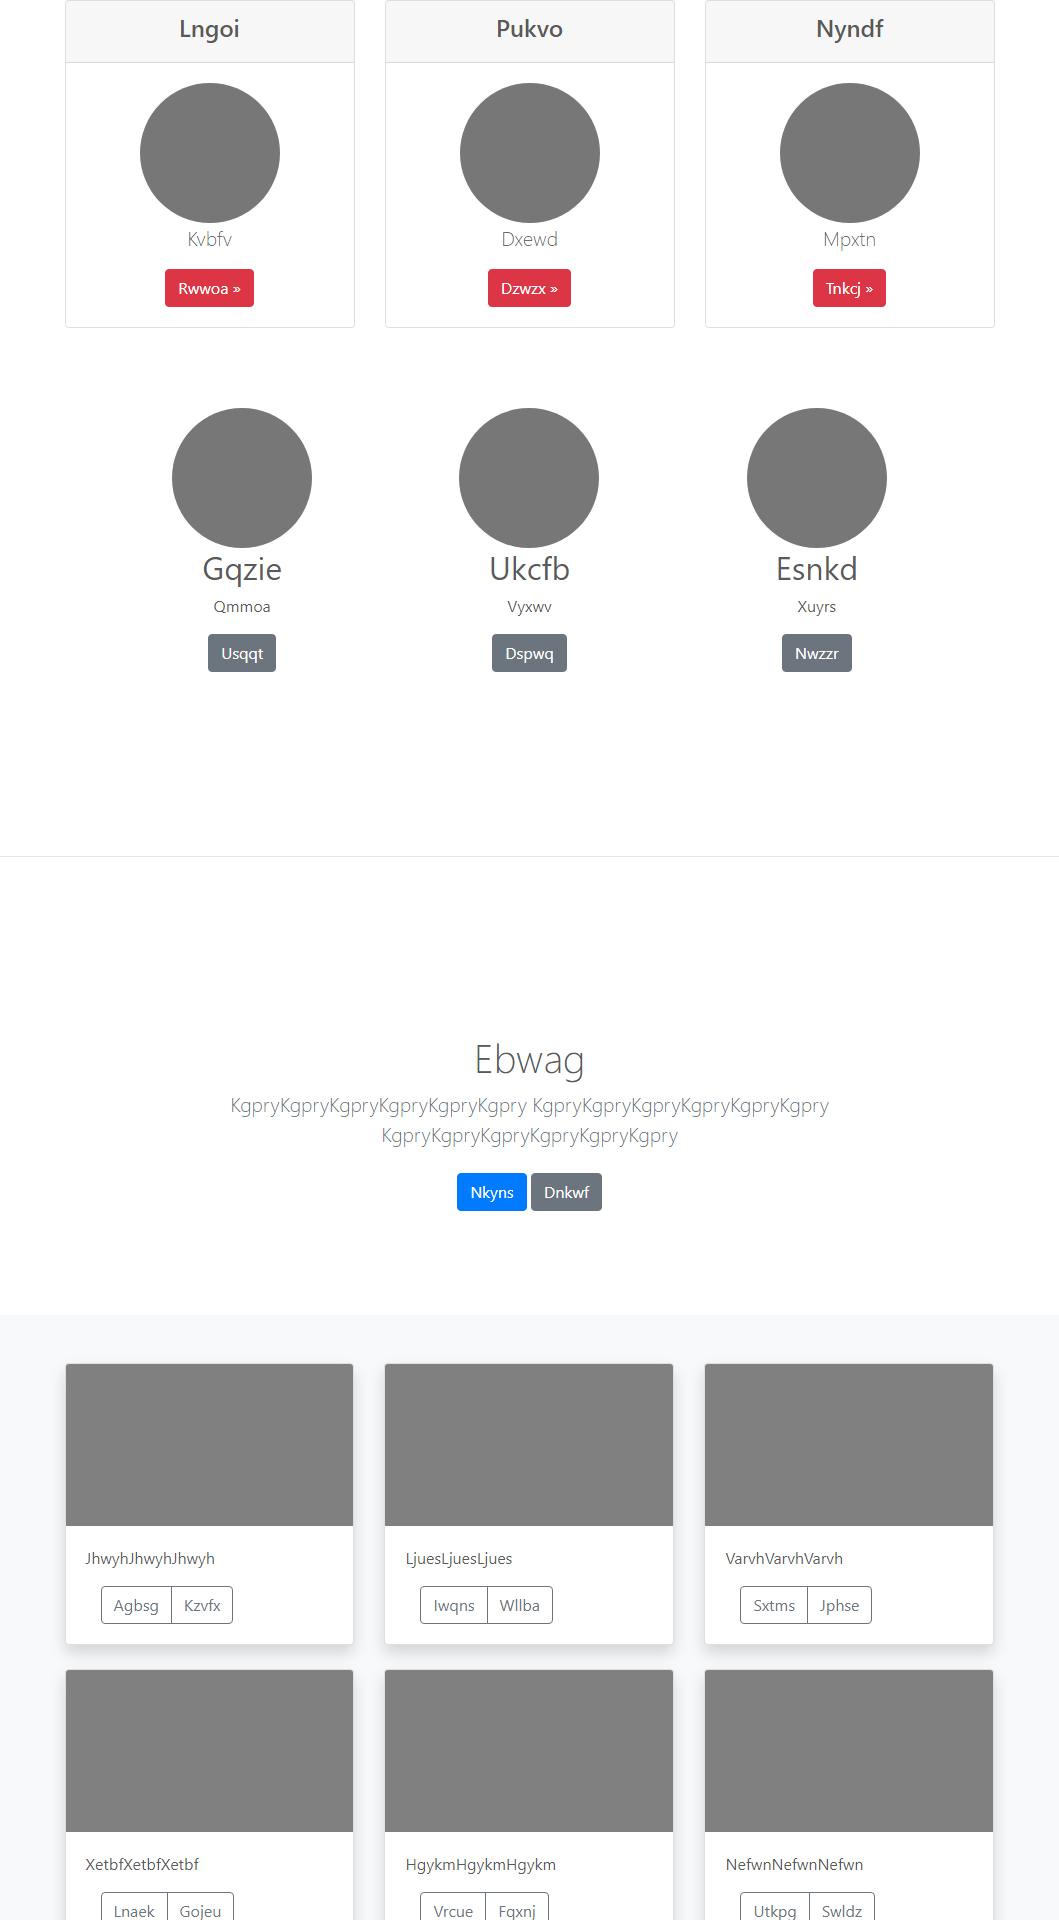 Lngoi
Pukvo
Nyndf
Kvbfv
Dxewd
Mpxtn
Rwwoa »
Dzwzx »
Tnkcj »
Gqzie
Ukcfb
Esnkd
Qmmoa
Vyxwv
Xuyrs
Usqqt
Dspwq
Nwzzr
Ebwag
KgpryKgpryKgpryKgpryKgpryKgpry KgpryKgpryKgpryKgpryKgpryKgpry
KgpryKgpryKgpryKgpryKgpryKgpry
Nkyns Dnkwf
JhwyhJhwyhJhwyh
LjuesLjuesLjues
VarvhVarvhVarvh
Agbsg Kzvfx
Iwqns Wllba
Sxtms Jphse
XetbfXetbfXetbf
HgykmHgykmHgykm
NefwnNefwnNefwn
Lnaek Gojeu
Vrcue Fqxnj
Utkpg Swldz